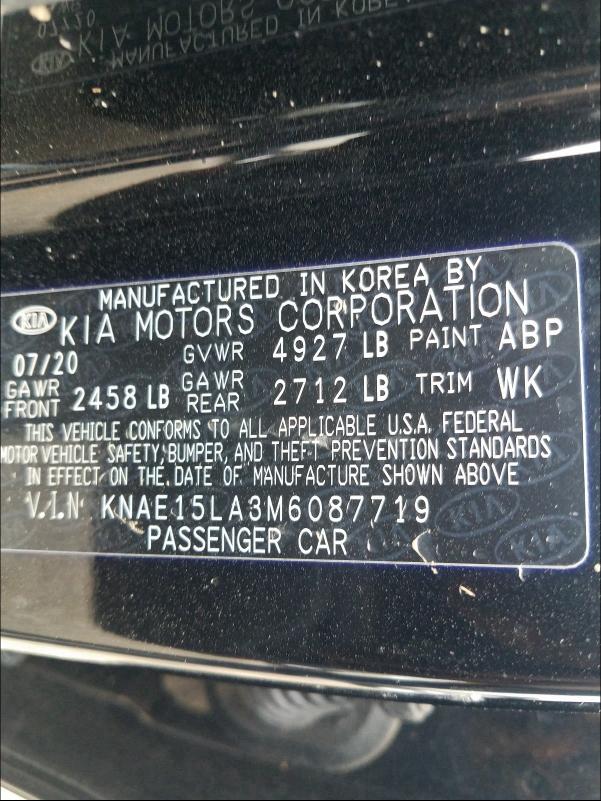 MANUFACTURED IN KOREA BY
KIA KIA MOTORS CORPORATION
07/20 GVWR 4927 LB PAINT ABP
GAWR FRONT 2458 LB GAWR REAR 2712 LB TRIM WK
THIS VEHICLE CONFORMS TO ALL APPLICABLE U.S.A. FEDERAL
MOTOR VEHICLE SAFETY, BUMPER, AND THEFT PREVENTION STANDARDS
IN EFFECT ON THE DATE OF MANUFACTURE SHOWN ABOVE
V.I.N KNAE15LA3M6087719
PASSENGER CAR